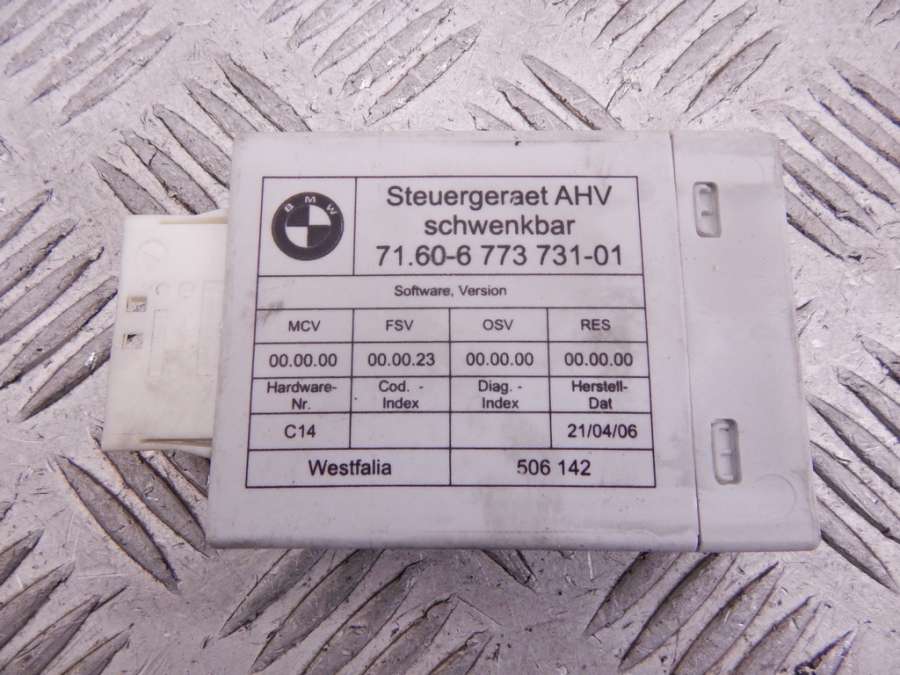 BMW
Steuergeraet AHV
schwenkbar
71.60-6 773 731-01
Software, Version
MCV FSV OSV RES
00.00.00 00.00.23 00.00.00 00.00.00
Hardware-
Nr. Cod. -
Index Diag. -
Index Herstell-
Dat
C14 21/04/06
Westfalia 506 142